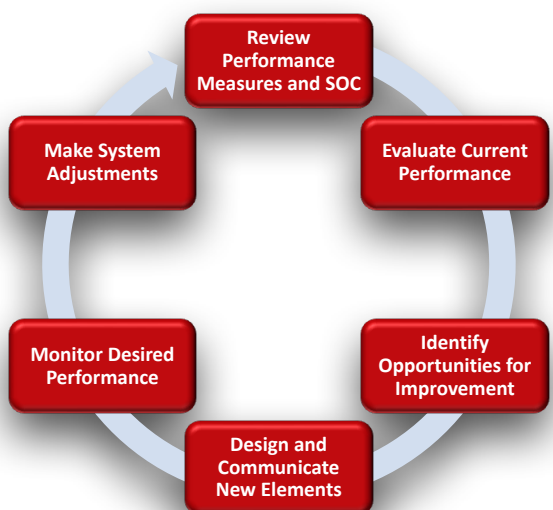 Review
Performance
Measures and SOC
Evaluate Current
Performance
Identify
Opportunities for
Improvement
Design and
Communicate
New Elements
Monitor Desired
Performance
Make System
Adjustments